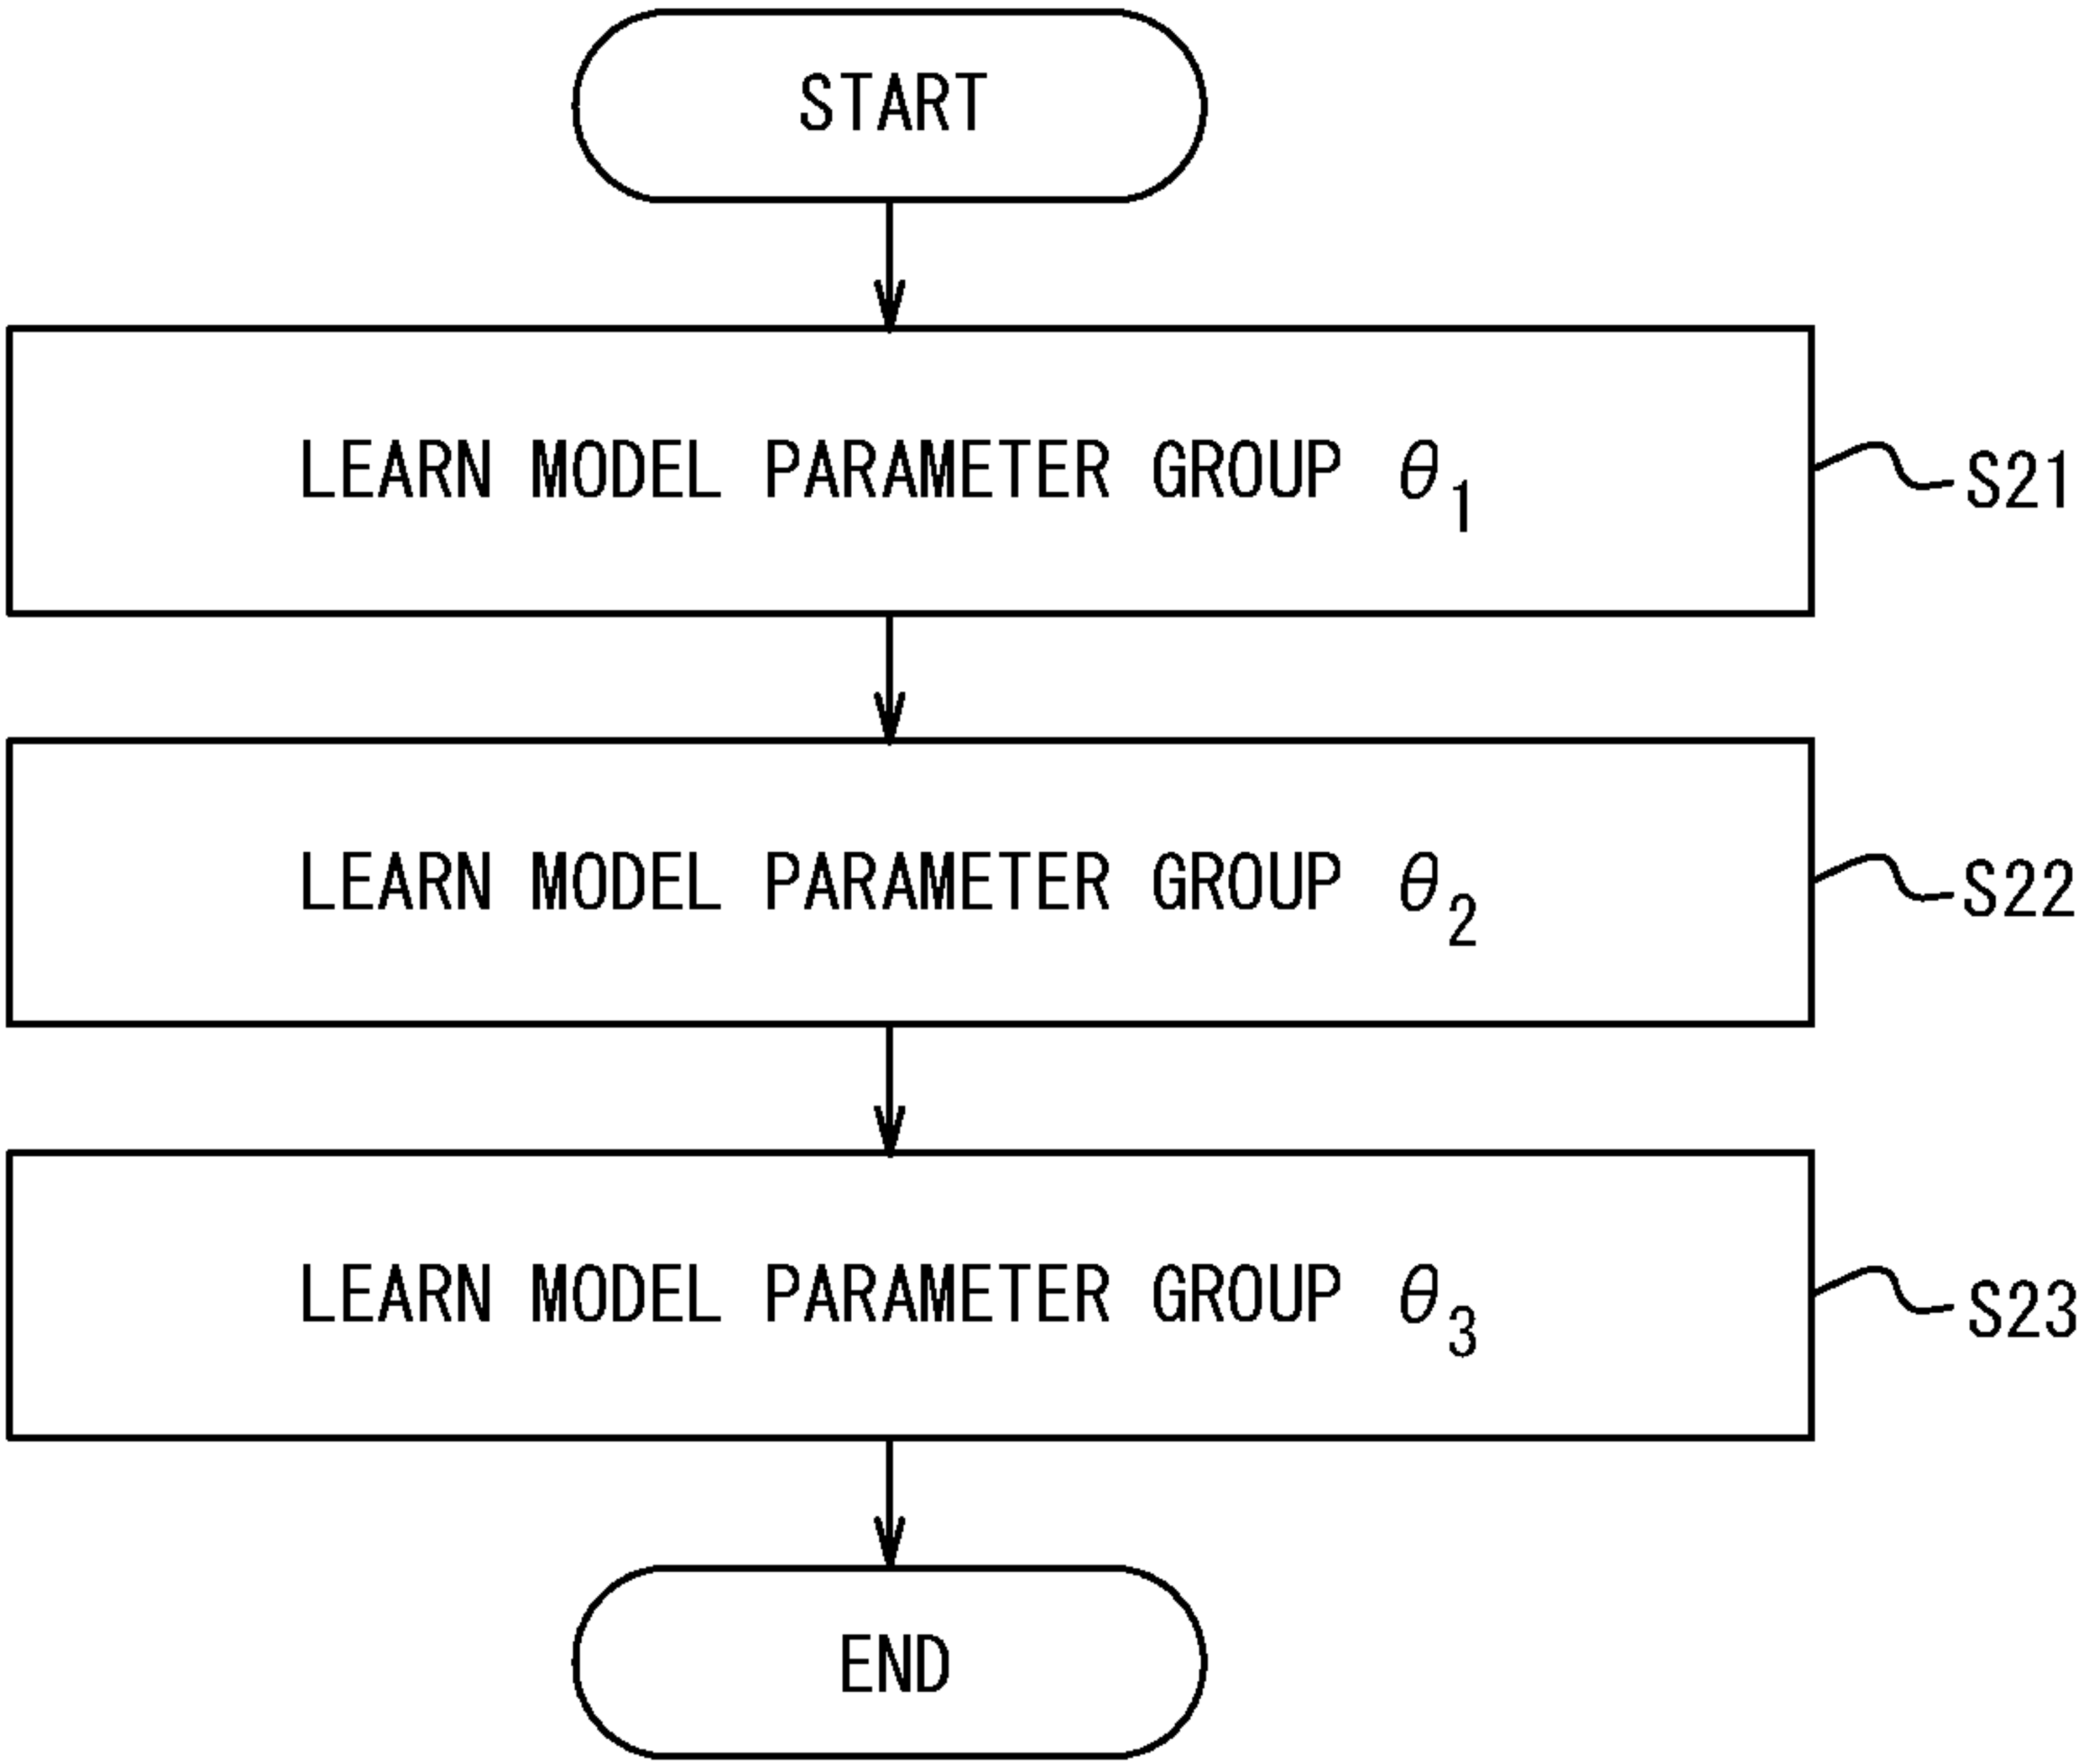 START
LEARN MODEL PARAMETER GROUP θ₁
S21
LEARN MODEL PARAMETER GROUP θ₂
S22
LEARN MODEL PARAMETER GROUP θ₃
S23
END